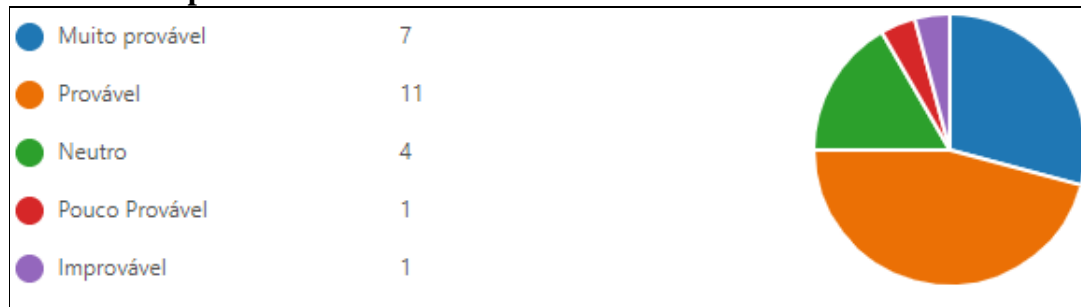 Muito provável 7
Provável 11
Neutro 4
Pouco Provável 1
Improvável 1